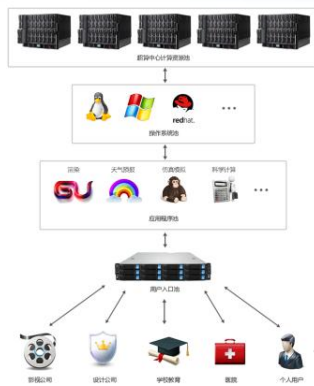 超算中心计算资源池
redhat.
操作系统池
渲染 天气预报 仿真模拟 科学计算
应用程序池
用户入口池
影视公司 设计公司 学校教育 医院 个人用户